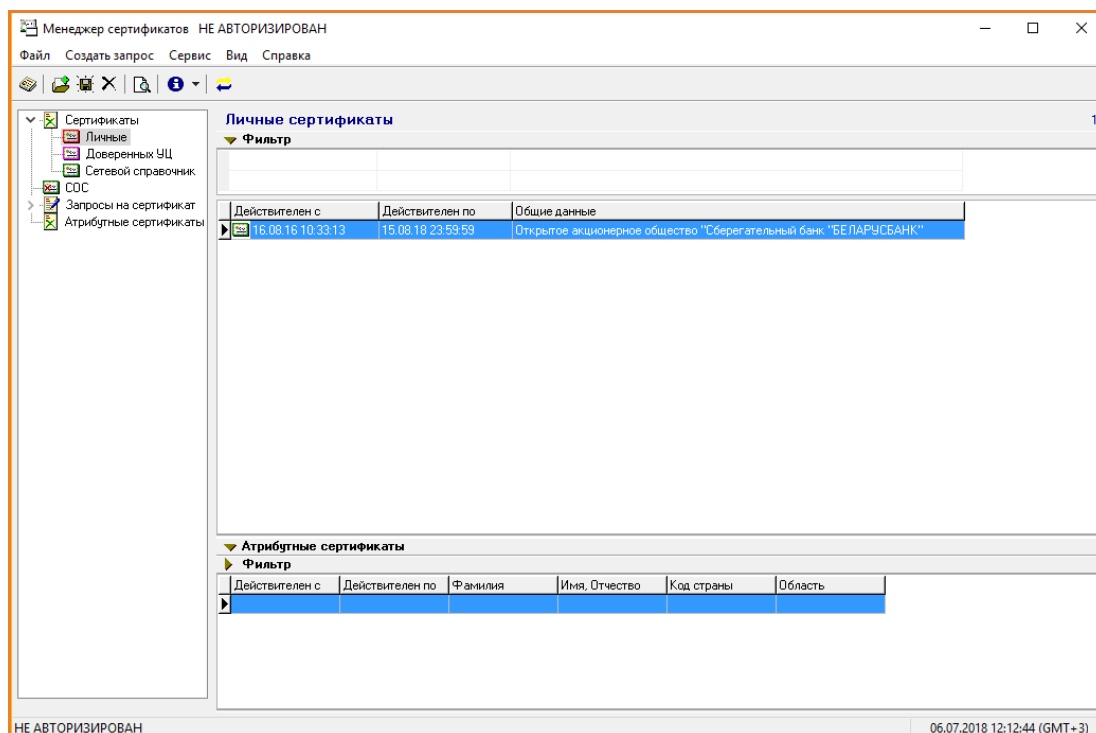 Менеджер сертификатов НЕ АВТОРИЗИРОВАН
Файл Создать запрос Сервис Вид Справка
Сертификаты
Личные
Доверенных УЦ
Сетевой справочник
СОС
Запросы на сертификат
Атрибутные сертификаты
Личные сертификаты 1
Фильтр
Действителен с Действителен по Общие данные
16.08.16 10:33:13 15.08.18 23:59:59 Открытое акционерное общество "Сберегательный банк "БЕЛАРУСБАНК"
Атрибутные сертификаты
Фильтр
Действителен с Действителен по Фамилия Имя, Отчество Код страны Область
НЕ АВТОРИЗИРОВАН 06.07.2018 12:12:44 (GMT+3)